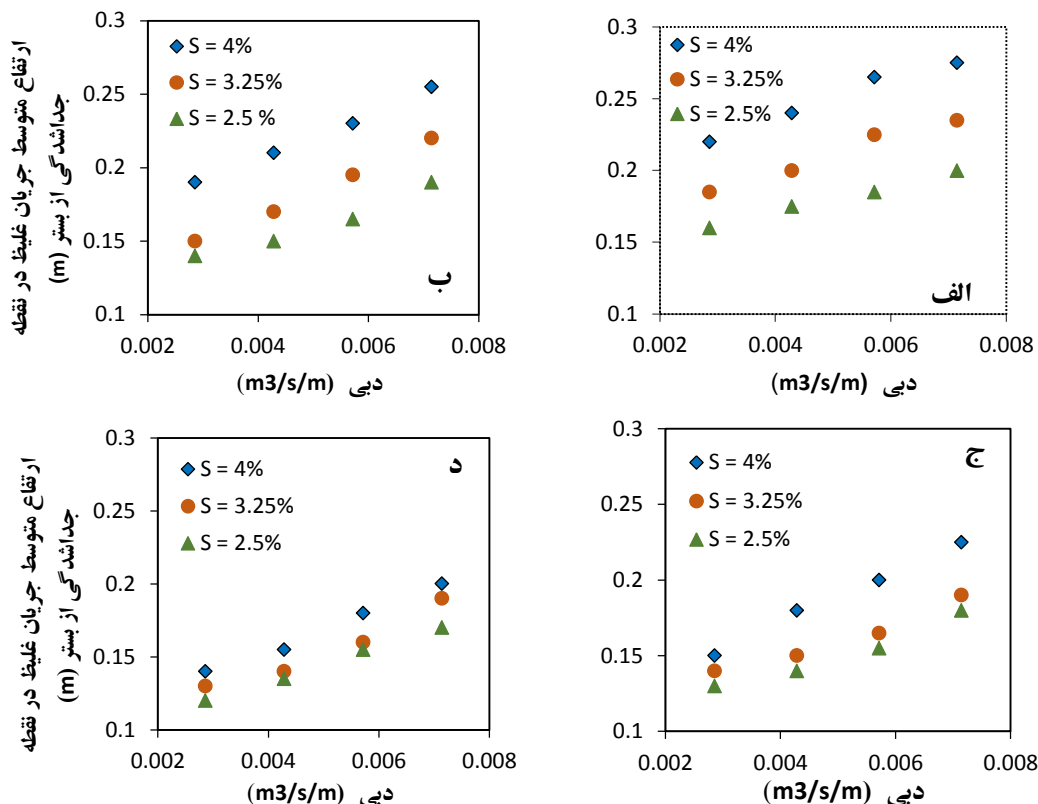 ارتفاع متوسط جریان غلیظ در نقطه
جداشدگی از بستر (m)
0.3
0.25
0.2
0.15
0.1
S = 4%
S = 3.25%
S = 2.5 %
ب
0.002
0.004
0.006
0.008
دبی (m3/s/m)
0.3
0.25
0.2
0.15
0.1
S = 4%
S = 3.25%
S = 2.5%
الف
0.002
0.004
0.006
0.008
دبی (m3/s/m)
ارتفاع متوسط جریان غلیظ در نقطه
جداشدگی از بستر (m)
0.3
0.25
0.2
0.15
0.1
S = 4%
S = 3.25%
S = 2.5%
د
0.002
0.004
0.006
0.008
دبی (m3/s/m)
0.3
0.25
0.2
0.15
0.1
S = 4%
S = 3.25%
S = 2.5%
ج
0.002
0.004
0.006
0.008
دبی (m3/s/m)